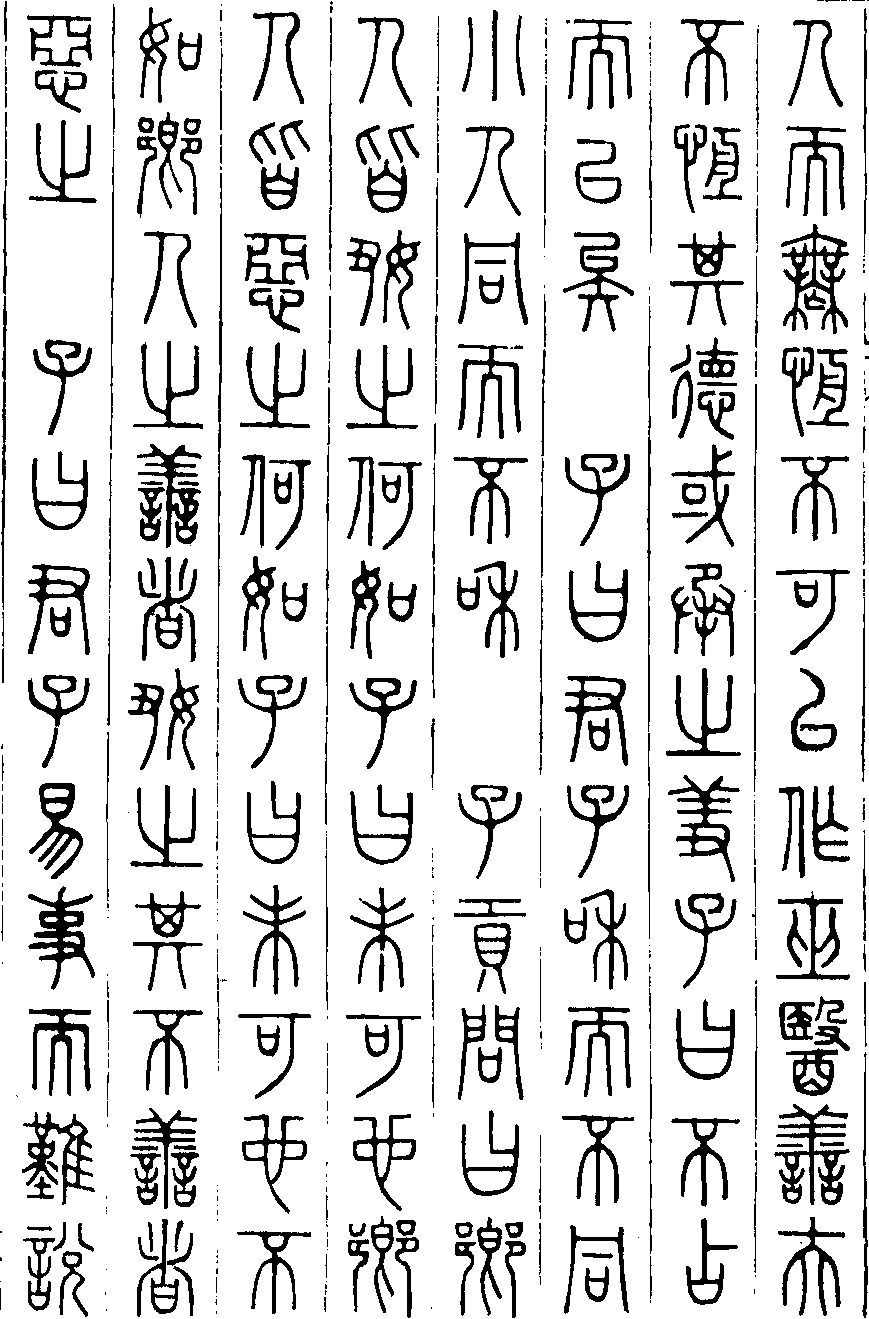 人而無恆不可以作巫醫善夫
不恆其德或承之羞子曰不占
而已矣　子曰君子和而不同
小人同而不和　子貢問曰鄉
人皆好之何如子曰未可也鄉
人皆惡之何如子曰未可也不
如鄉人之善者好之其不善者
惡之　子曰君子易事而難說